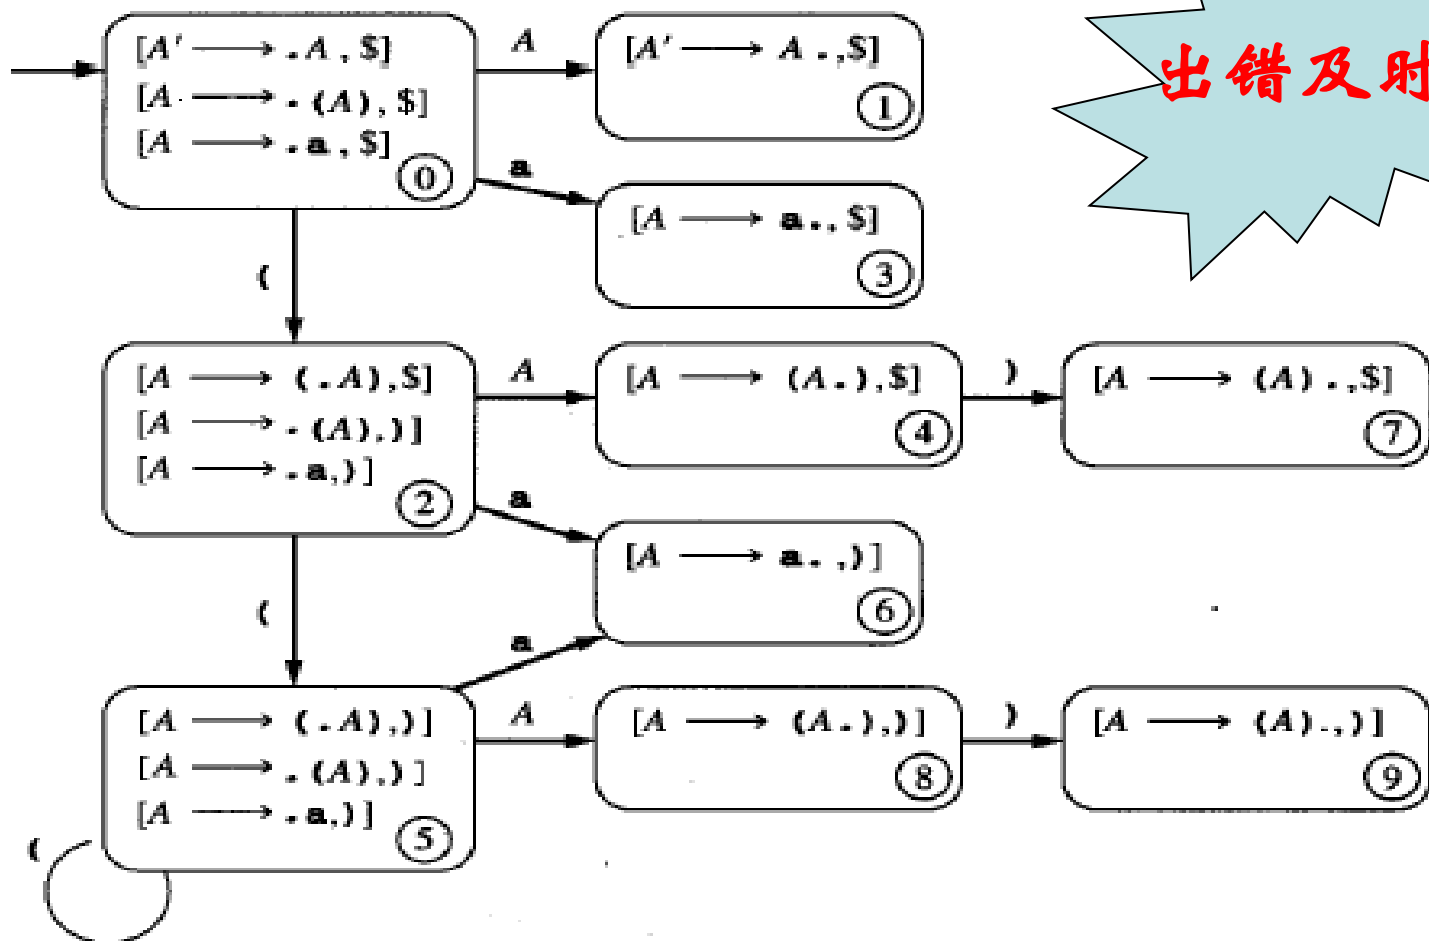 [A' → .A, $]
[A → .(A), $]
[A → .a, $]
0
A
[A' → A., $]
1
出错及时
a
[A → a., $]
3
(
[A → (.A), $]
[A → .(A), )]
[A → .a, )]
2
A
[A → (A.), $]
4
)
[A → (A)., $]
7
a
[A → a., )]
6
(
a
[A → (.A), )]
[A → .(A), )]
[A → .a, )]
5
A
[A → (A.), )]
8
)
[A → (A)., )]
9
(